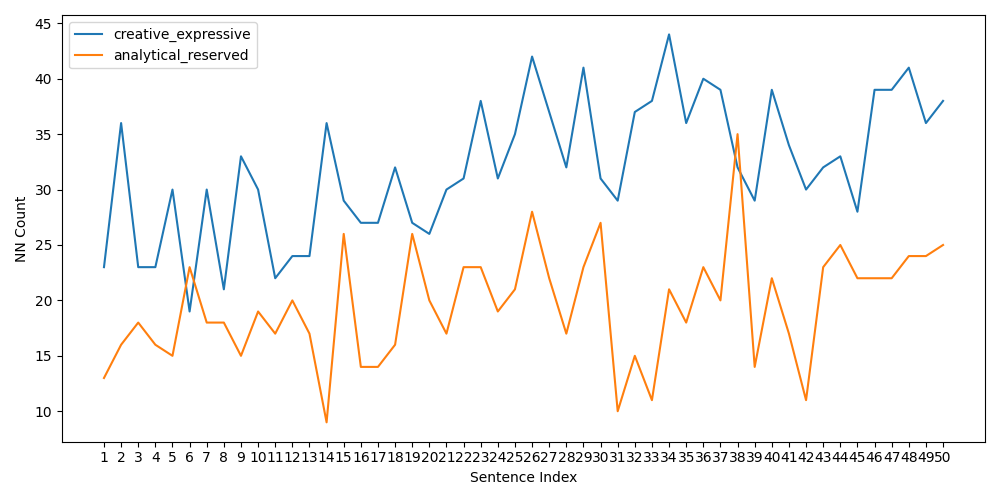 creative_expressive
analytical_reserved
45
40
35
30
25
20
15
10
NN Count
1 2 3 4 5 6 7 8 9 10 11 12 13 14 15 16 17 18 19 20 21 22 23 24 25 26 27 28 29 30 31 32 33 34 35 36 37 38 39 40 41 42 43 44 45 46 47 48 49 50
Sentence Index